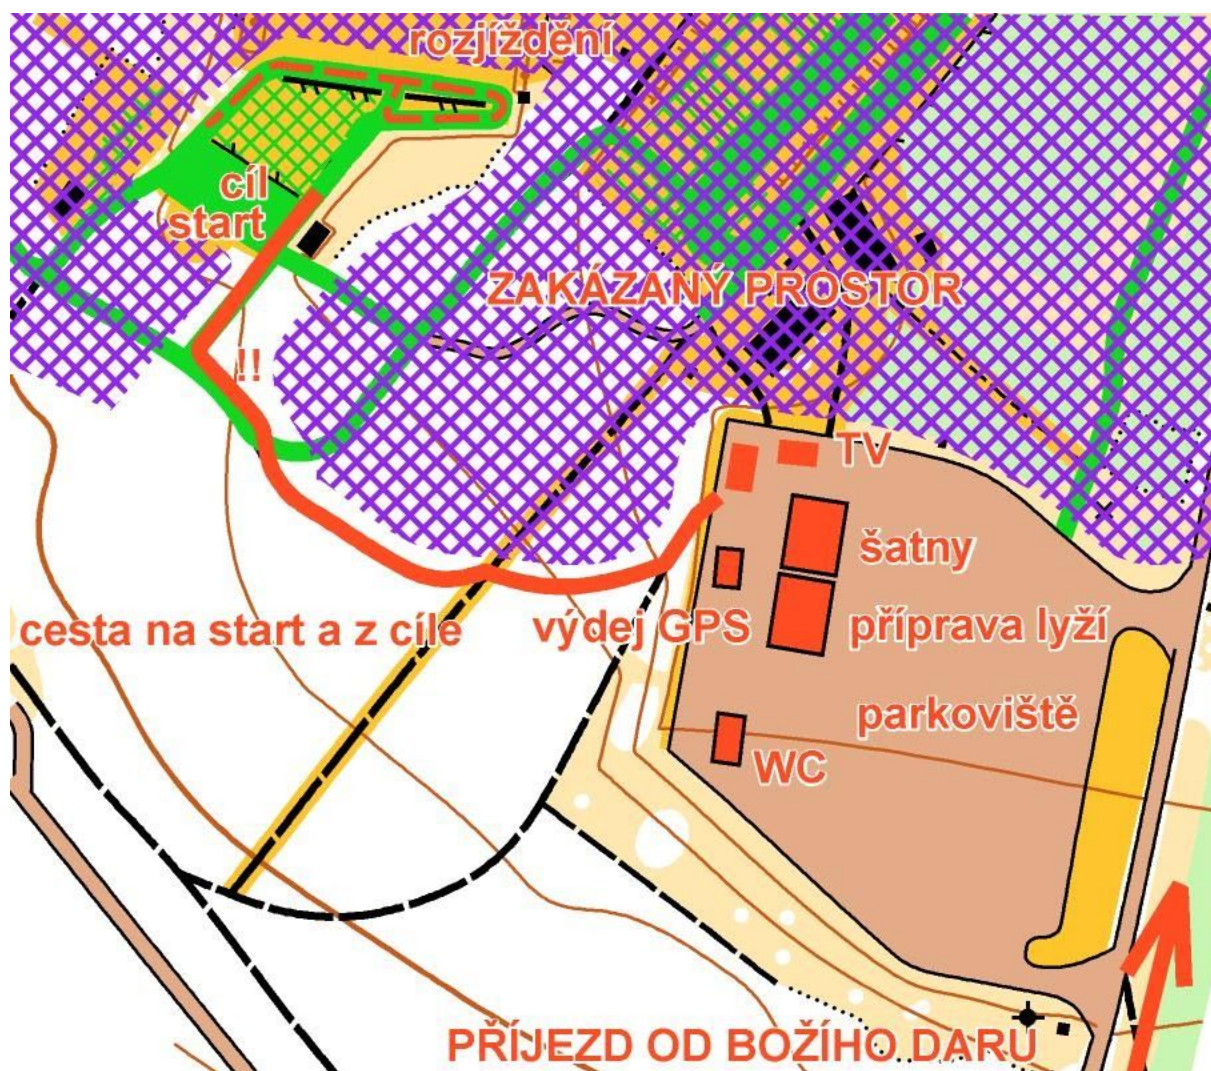 rozjíždění
cíl
start
ZAKÁZANÝ PROSTOR
!!
TV
šatny
cesta na start a z cíle
výdej GPS
příprava lyží
parkoviště
WC
PŘÍJEZD OD BOŽÍHO DARU